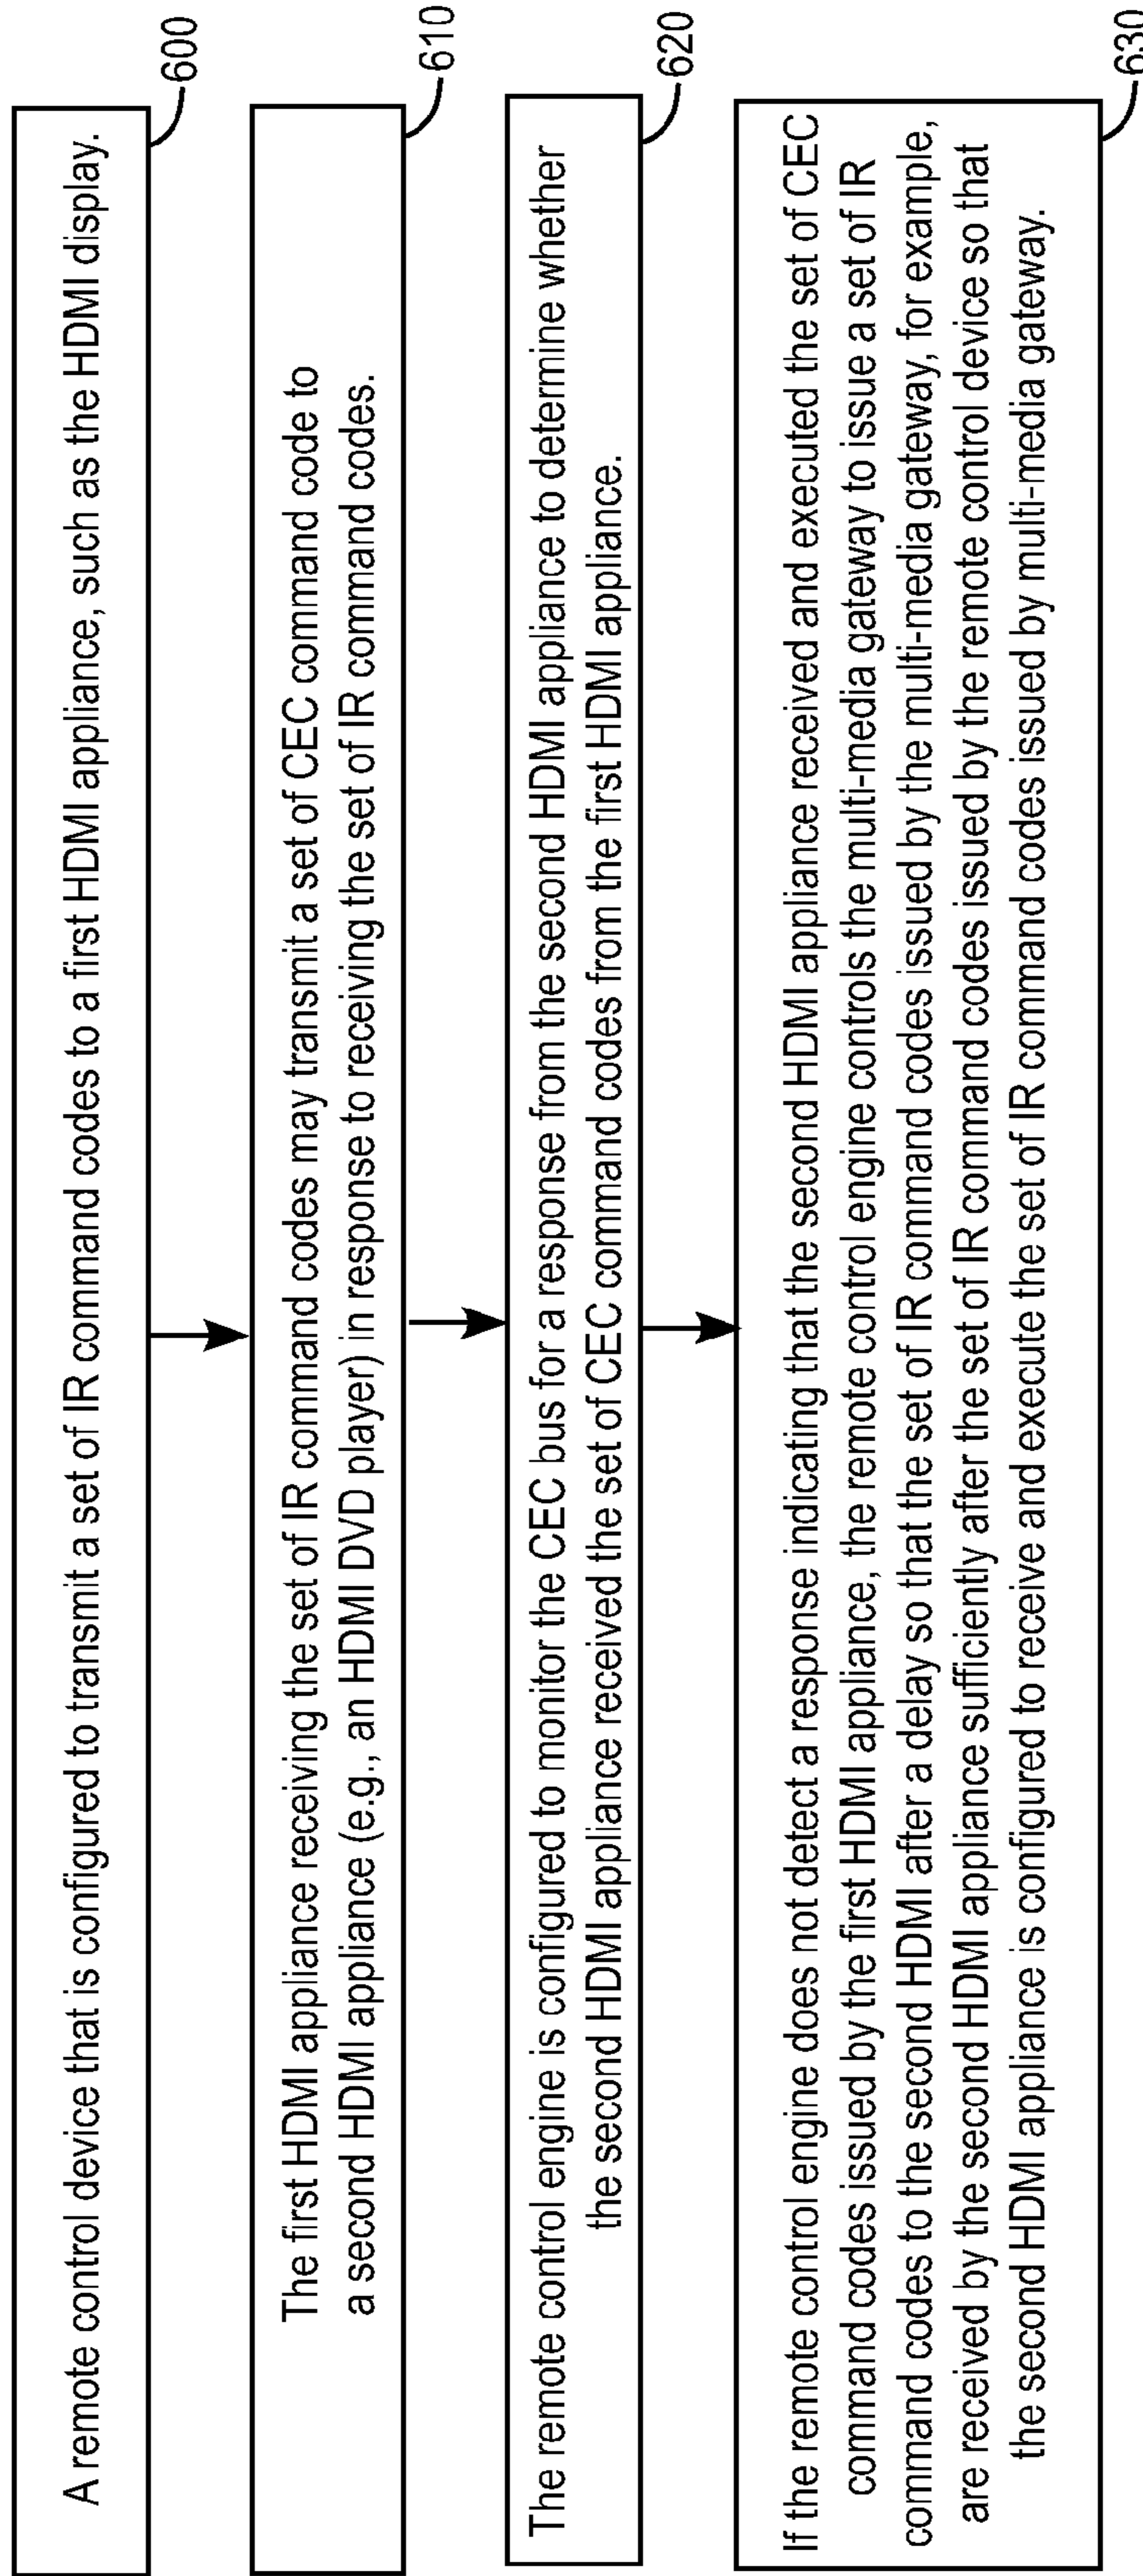 A remote control device that is configured to transmit a set of IR command codes to a first HDMI appliance, such as the HDMI display.
600
The first HDMI appliance receiving the set of IR command codes may transmit a set of CEC command code to
a second HDMI appliance (e.g., an HDMI DVD player) in response to receiving the set of IR command codes.
610
The remote control engine is configured to monitor the CEC bus for a response from the second HDMI appliance to determine whether
the second HDMI appliance received the set of CEC command codes from the first HDMI appliance.
620
If the remote control engine does not detect a response indicating that the second HDMI appliance received and executed the set of CEC
command codes issued by the first HDMI appliance, the remote control engine controls the multi-media gateway to issue a set of IR
command codes to the second HDMI after a delay so that the set of IR command codes issued by the multi-media gateway, for example,
are received by the second HDMI appliance sufficiently after the set of IR command codes issued by the remote control device so that
the second HDMI appliance is configured to receive and execute the set of IR command codes issued by multi-media gateway.
630